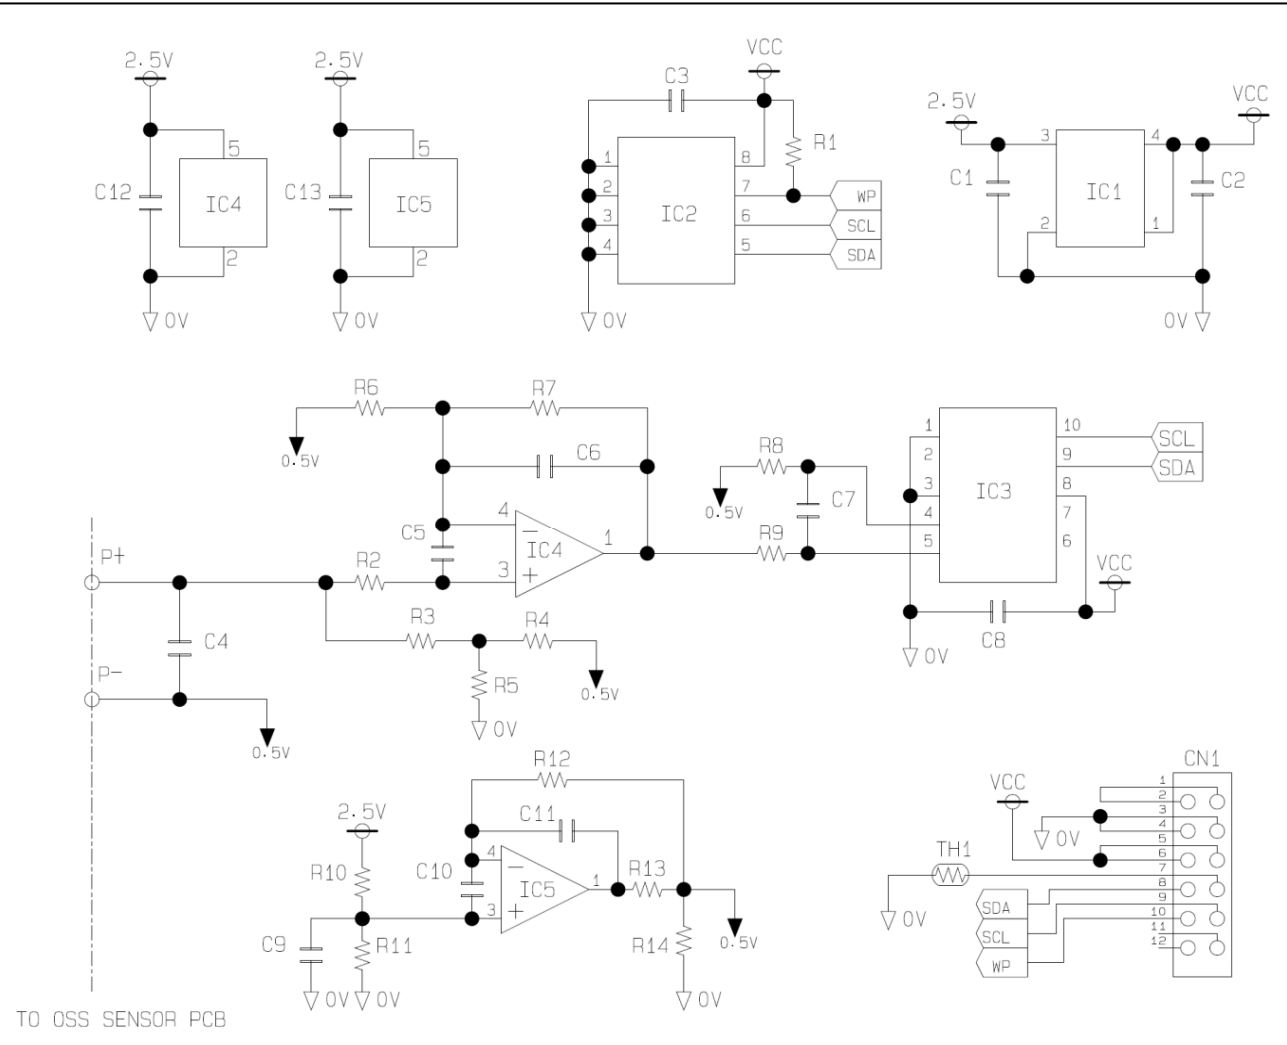 2.5V
2.5V
VCC
C3
2.5V
VCC
5
5
1
8
R1
3
4
C12
IC4
C13
IC5
2
7
WP
C1
IC1
C2
IC2
3
6
SCL
2
1
2
2
4
5
SDA
0V
0V
0V
0V
R6
R7
0.5V
C6
R8
1
10
SCL
2
9
SDA
0.5V
C7
3
IC3
8
4
7
R9
5
6
C5
4
IC4
1
P+
R2
3
VCC
C4
R3
R4
C8
0V
P-
R5
0.5V
0.5V
0V
R12
CN1
2.5V
C11
VCC
1
2
3
4
0V
5
6
R10
C10
4
IC5
1
R13
TH1
7
8
3
SDA
9
0V
10
C9
R11
R14
0.5V
SCL
11
12
WP
0V
0V
0V
TO OSS SENSOR PCB